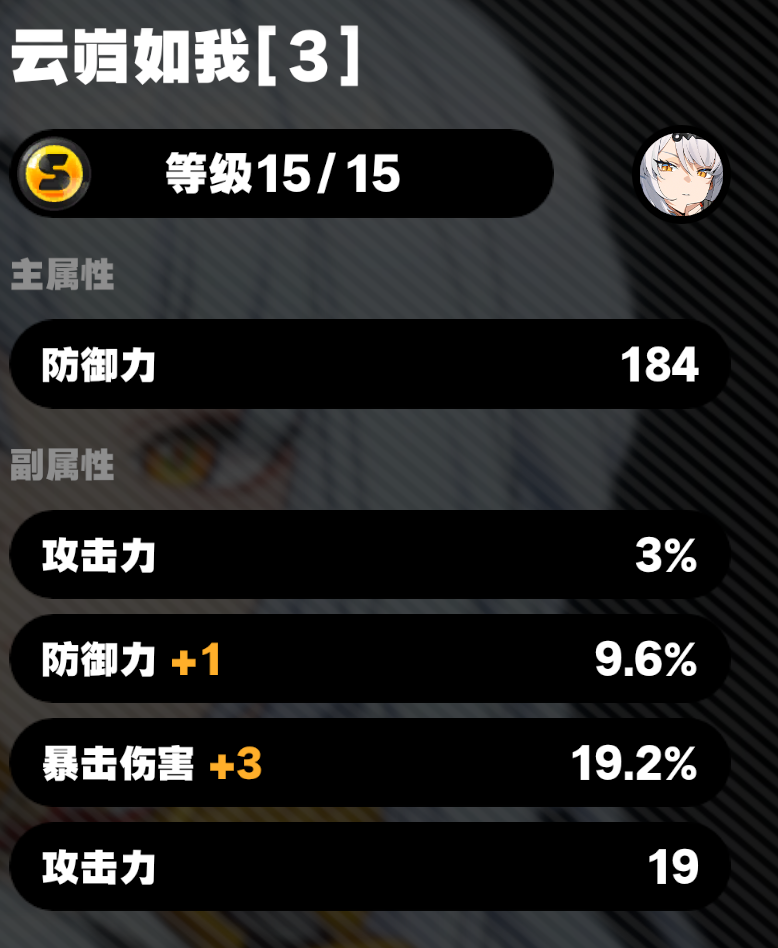 云岿如我[3]
S
等级15/15
主属性
防御力 184
副属性
攻击力 3%
防御力 +1 9.6%
暴击伤害 +3 19.2%
攻击力 19